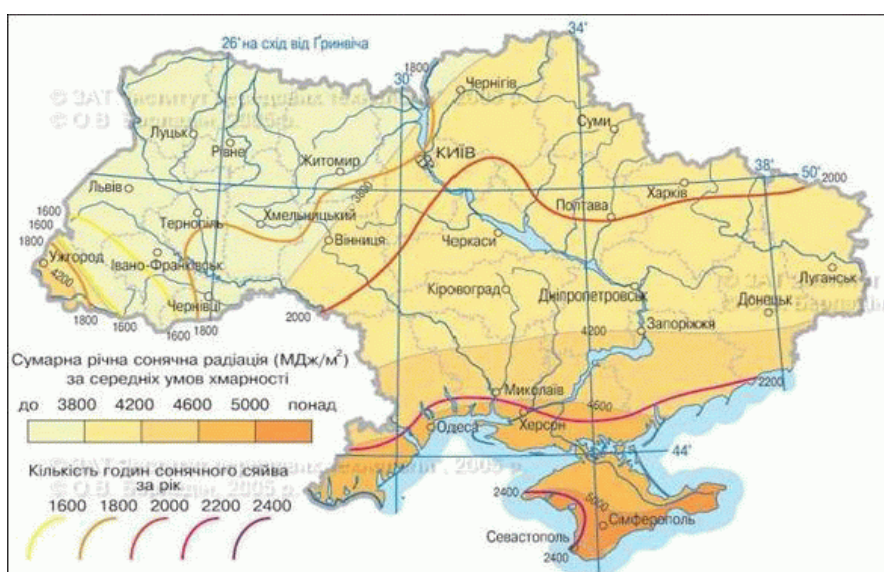 26° на схід від Ґринвіча
34°
30°
1800
Чернігів
Суми
Луцьк
Рівне
Житомир
КИЇВ
38°
50°
2000
Львів
3800
Харків
Полтава
1600
1600
1800
Тернопіль
Хмельницький
Вінниця
Черкаси
Ужгород
4200
Івано-Франківськ
Луганськ
Кіровоград
Дніпропетровськ
Донецьк
Чернівці
1800
1600
1800
2000
4200
Запоріжжя
Сумарна річна сонячна радіація (МДж/м²)
за середніх умов хмарності
до 3800 4200 4600 5000 понад
Миколаїв
2200
4600
Одеса
Херсон
44°
Кількість годин сонячного сяйва
за рік
1600 1800 2000 2200 2400
2400
5000
Сімферополь
Севастополь
2400